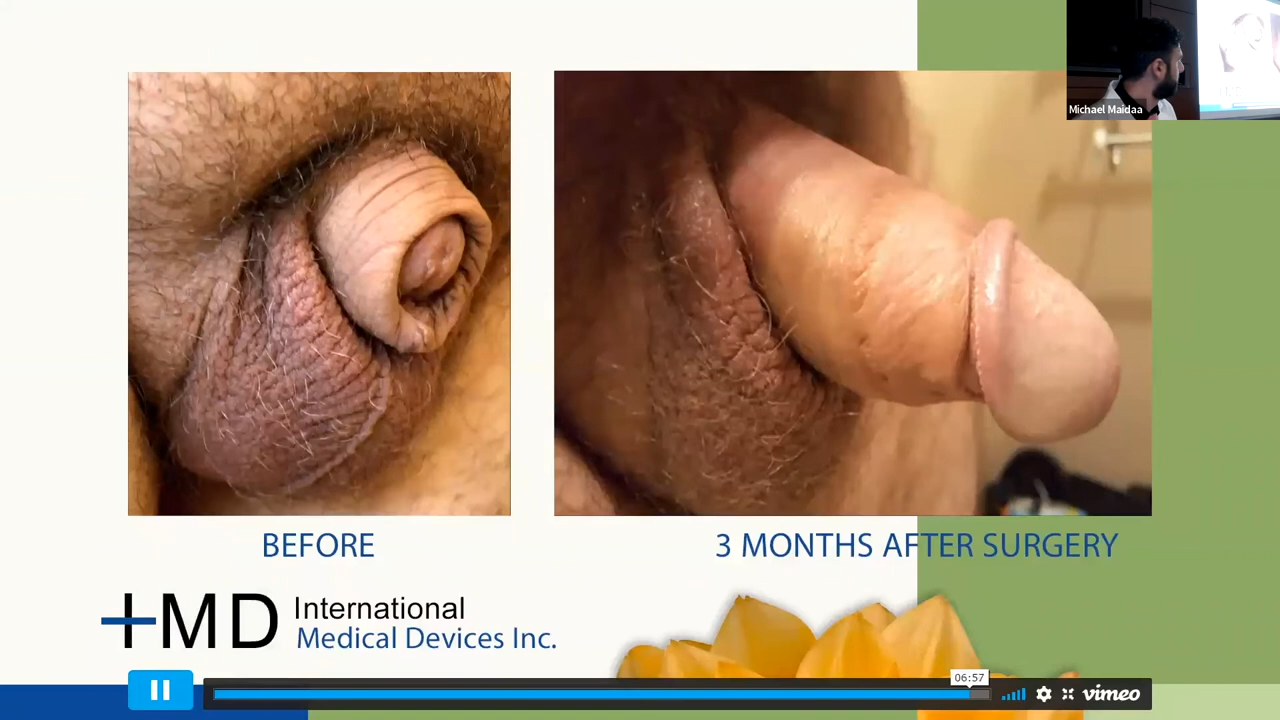 Michael Maidaa
BEFORE
3 MONTHS AFTER SURGERY
+MD International
Medical Devices Inc.
06:57
vimeo